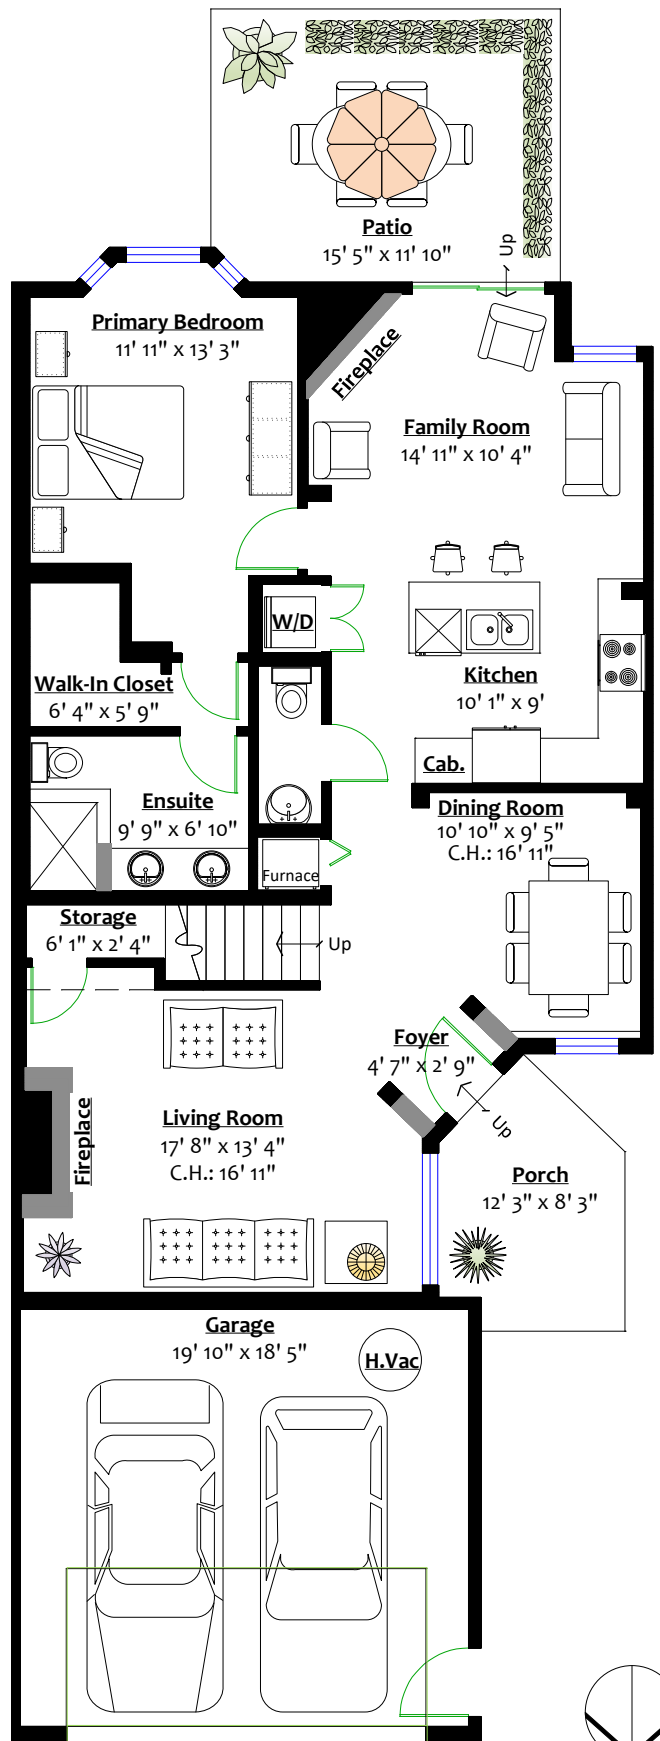 Patio
15' 5" x 11' 10"
Up
Primary Bedroom
11' 11" x 13' 3"
Fireplace
Family Room
14' 11" x 10' 4"
W/D
Kitchen
10' 1" x 9'
Walk-In Closet
6' 4" x 5' 9"
Cab.
Ensuite
9' 9" x 6' 10"
Dining Room
10' 10" x 9' 5"
C.H.: 16' 11"
Furnace
Storage
6' 1" x 2' 4"
Up
Foyer
4' 7" x 2' 9"
Up
Living Room
17' 8" x 13' 4"
C.H.: 16' 11"
Fireplace
Porch
12' 3" x 8' 3"
Garage
19' 10" x 18' 5"
H.Vac